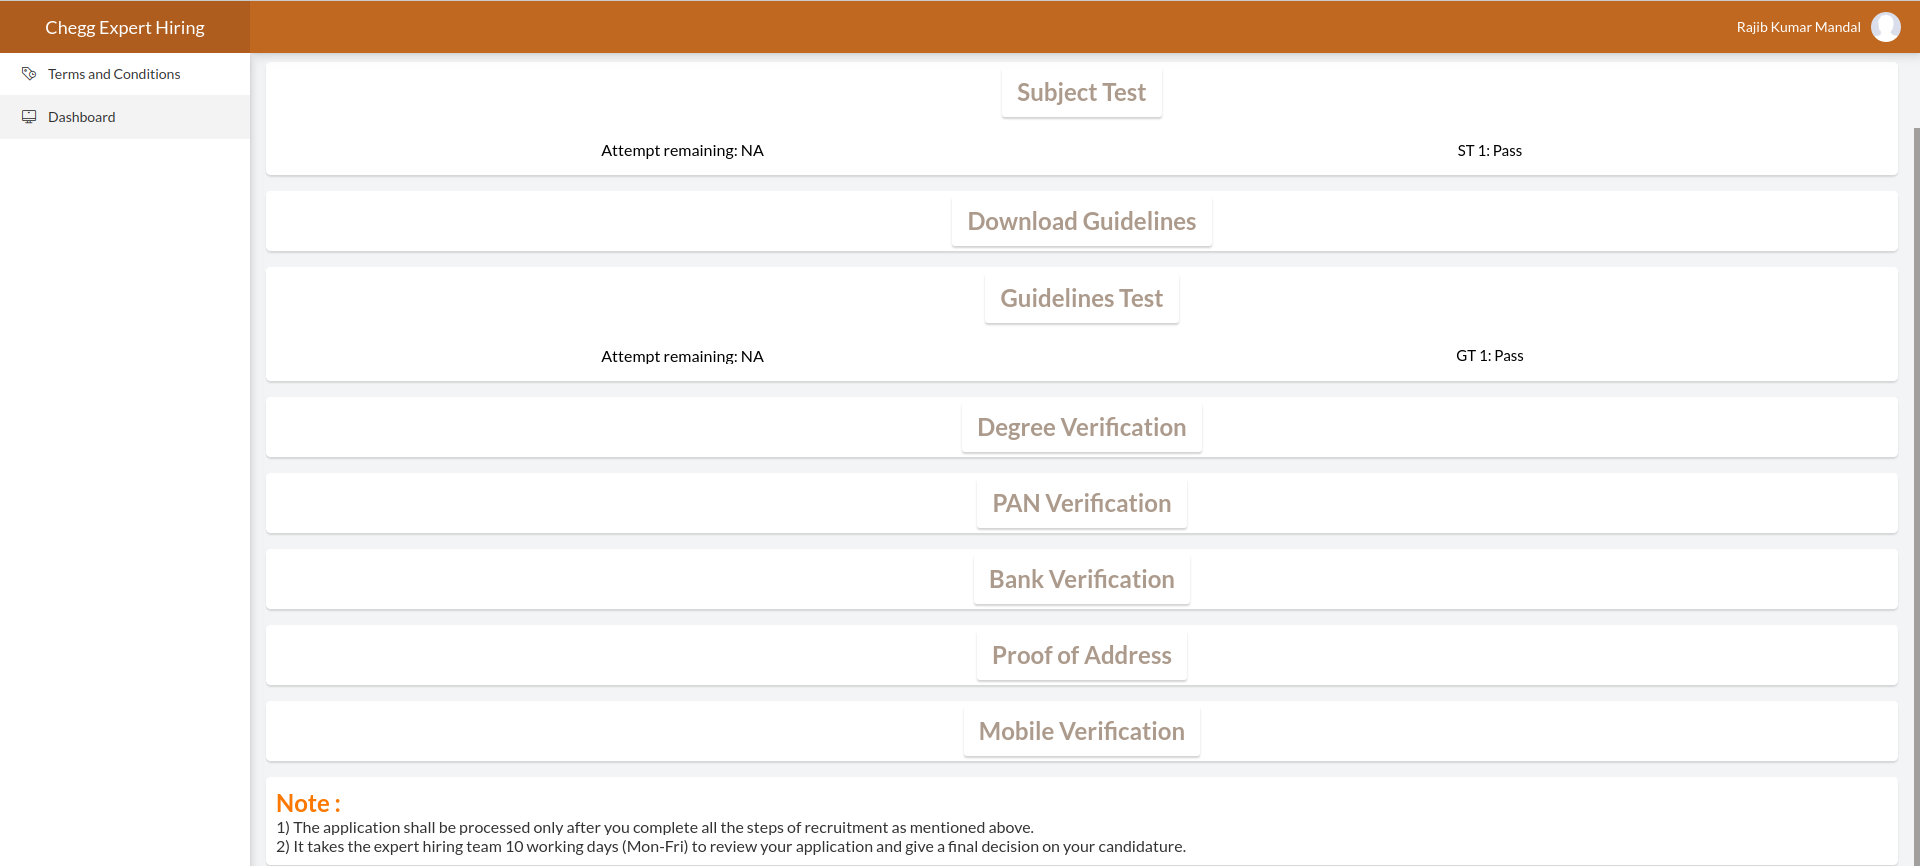 Chegg Expert Hiring
Rajib Kumar Mandal
Terms and Conditions
Dashboard
Subject Test
Attempt remaining: NA
ST 1: Pass
Download Guidelines
Guidelines Test
Attempt remaining: NA
GT 1: Pass
Degree Verification
PAN Verification
Bank Verification
Proof of Address
Mobile Verification
Note :
1) The application shall be processed only after you complete all the steps of recruitment as mentioned above.
2) It takes the expert hiring team 10 working days (Mon-Fri) to review your application and give a final decision on your candidature.